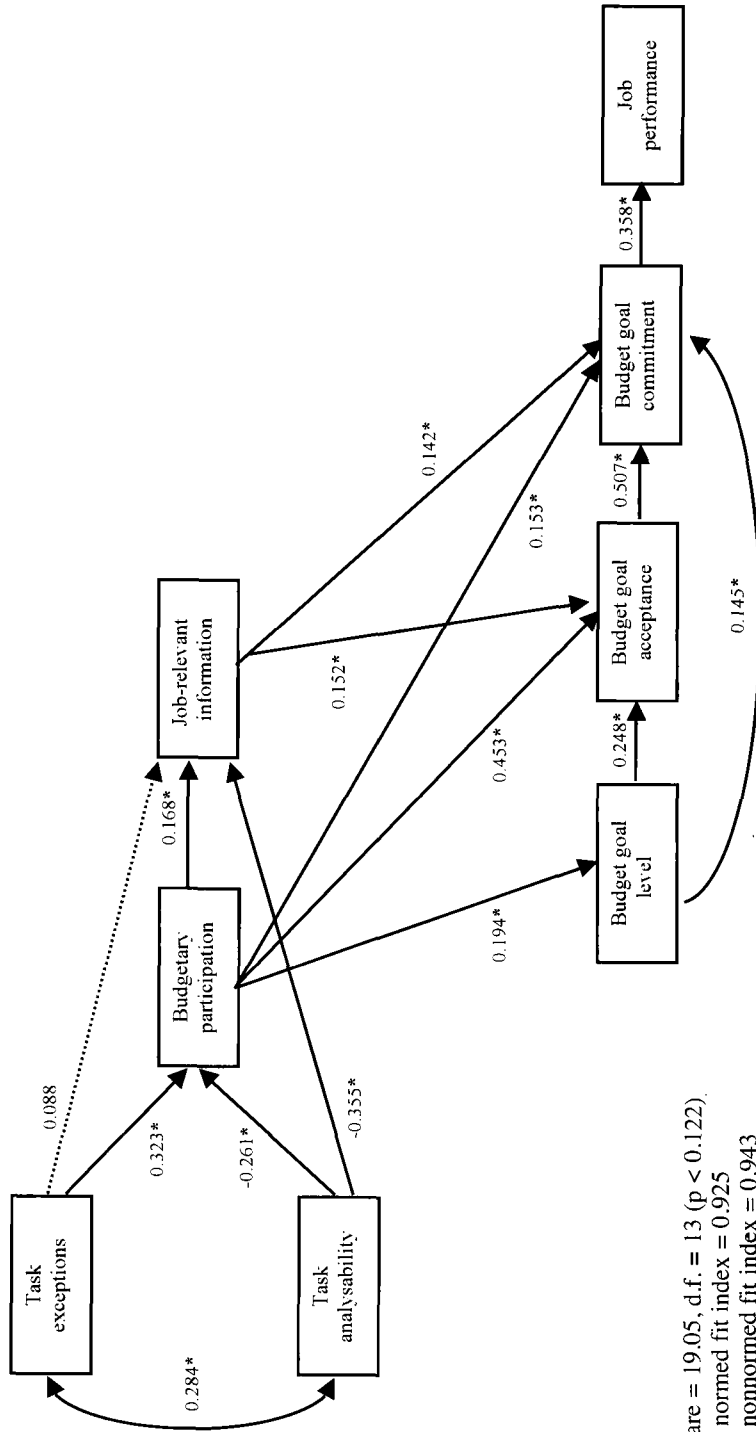 Task
exceptions
Task
analysability
0.284*
0.088
0.323*
-0.261*
-0.355*
Budgetary
participation
0.168*
Job-relevant
information
0.142*
0.153*
0.152*
0.453*
0.194*
Budget goal
level
0.248*
Budget goal
acceptance
0.507*
Budget goal
commitment
0.358*
Job
performance
0.145*
= 19.05, d.f. = 13 (p < 0.122)
normed fit index = 0.925
nonnormed fit index = 0.943